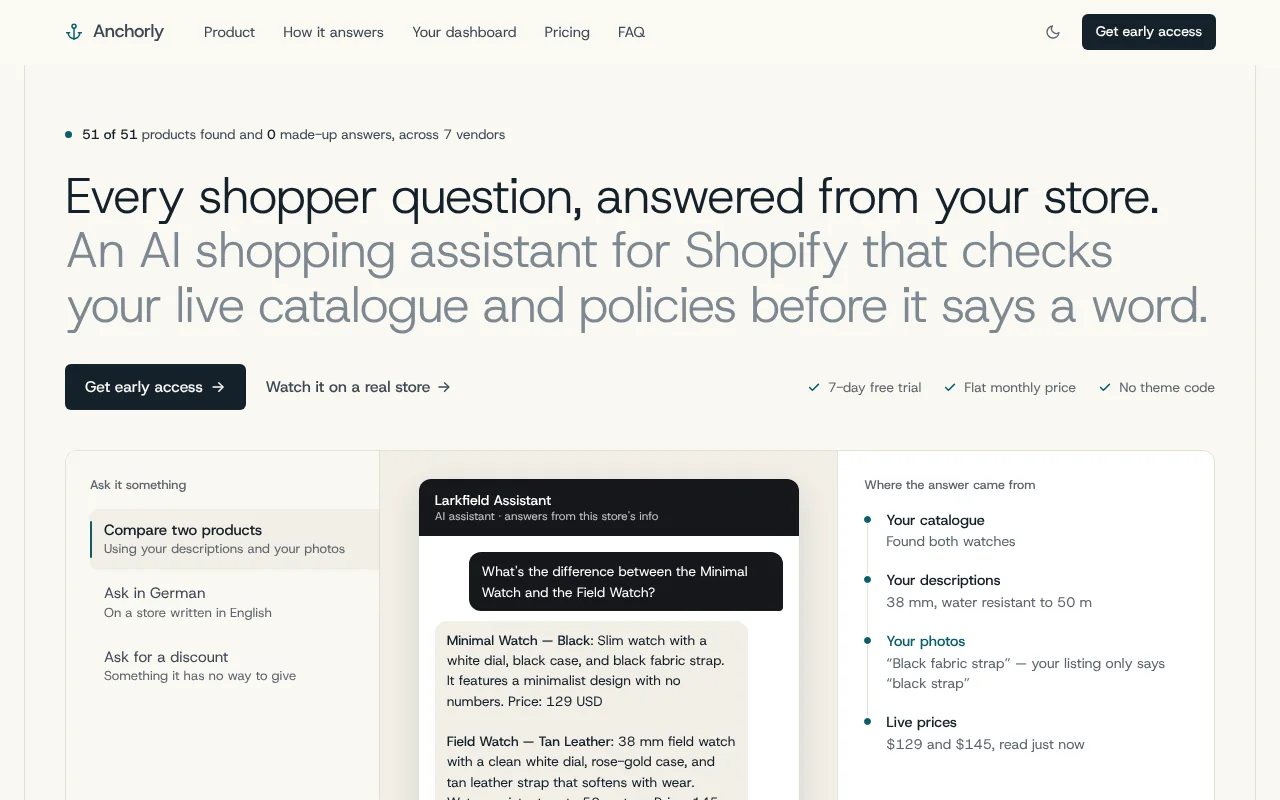 Anchorly
Product
How it answers
Your dashboard
Pricing
FAQ
Get early access
51 of 51 products found and 0 made-up answers, across 7 vendors
Every shopper question, answered from your store.
An AI shopping assistant for Shopify that checks
your live catalogue and policies before it says a word.
Get early access →
Watch it on a real store →
7-day free trial
Flat monthly price
No theme code
Ask it something
Compare two products
Using your descriptions and your photos
Ask in German
On a store written in English
Ask for a discount
Something it has no way to give
Larkfield Assistant
AI assistant · answers from this store's info
What's the difference between the Minimal
Watch and the Field Watch?
Minimal Watch — Black: Slim watch with a
white dial, black case, and black fabric strap.
It features a minimalist design with no
numbers. Price: 129 USD
Field Watch — Tan Leather: 38 mm field watch
with a clean white dial, rose-gold case, and
tan leather strap that softens with wear.
Where the answer came from
Your catalogue
Found both watches
Your descriptions
38 mm, water resistant to 50 m
Your photos
“Black fabric strap” — your listing only says
“black strap”
Live prices
$129 and $145, read just now